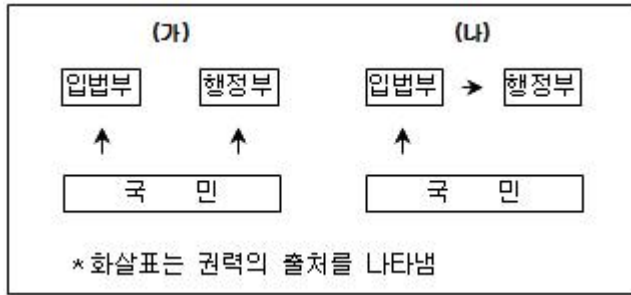 (가) (나)
입법부 행정부 입법부 행정부
국 민 국 민
*화살표는 권력의 출처를 나타냄